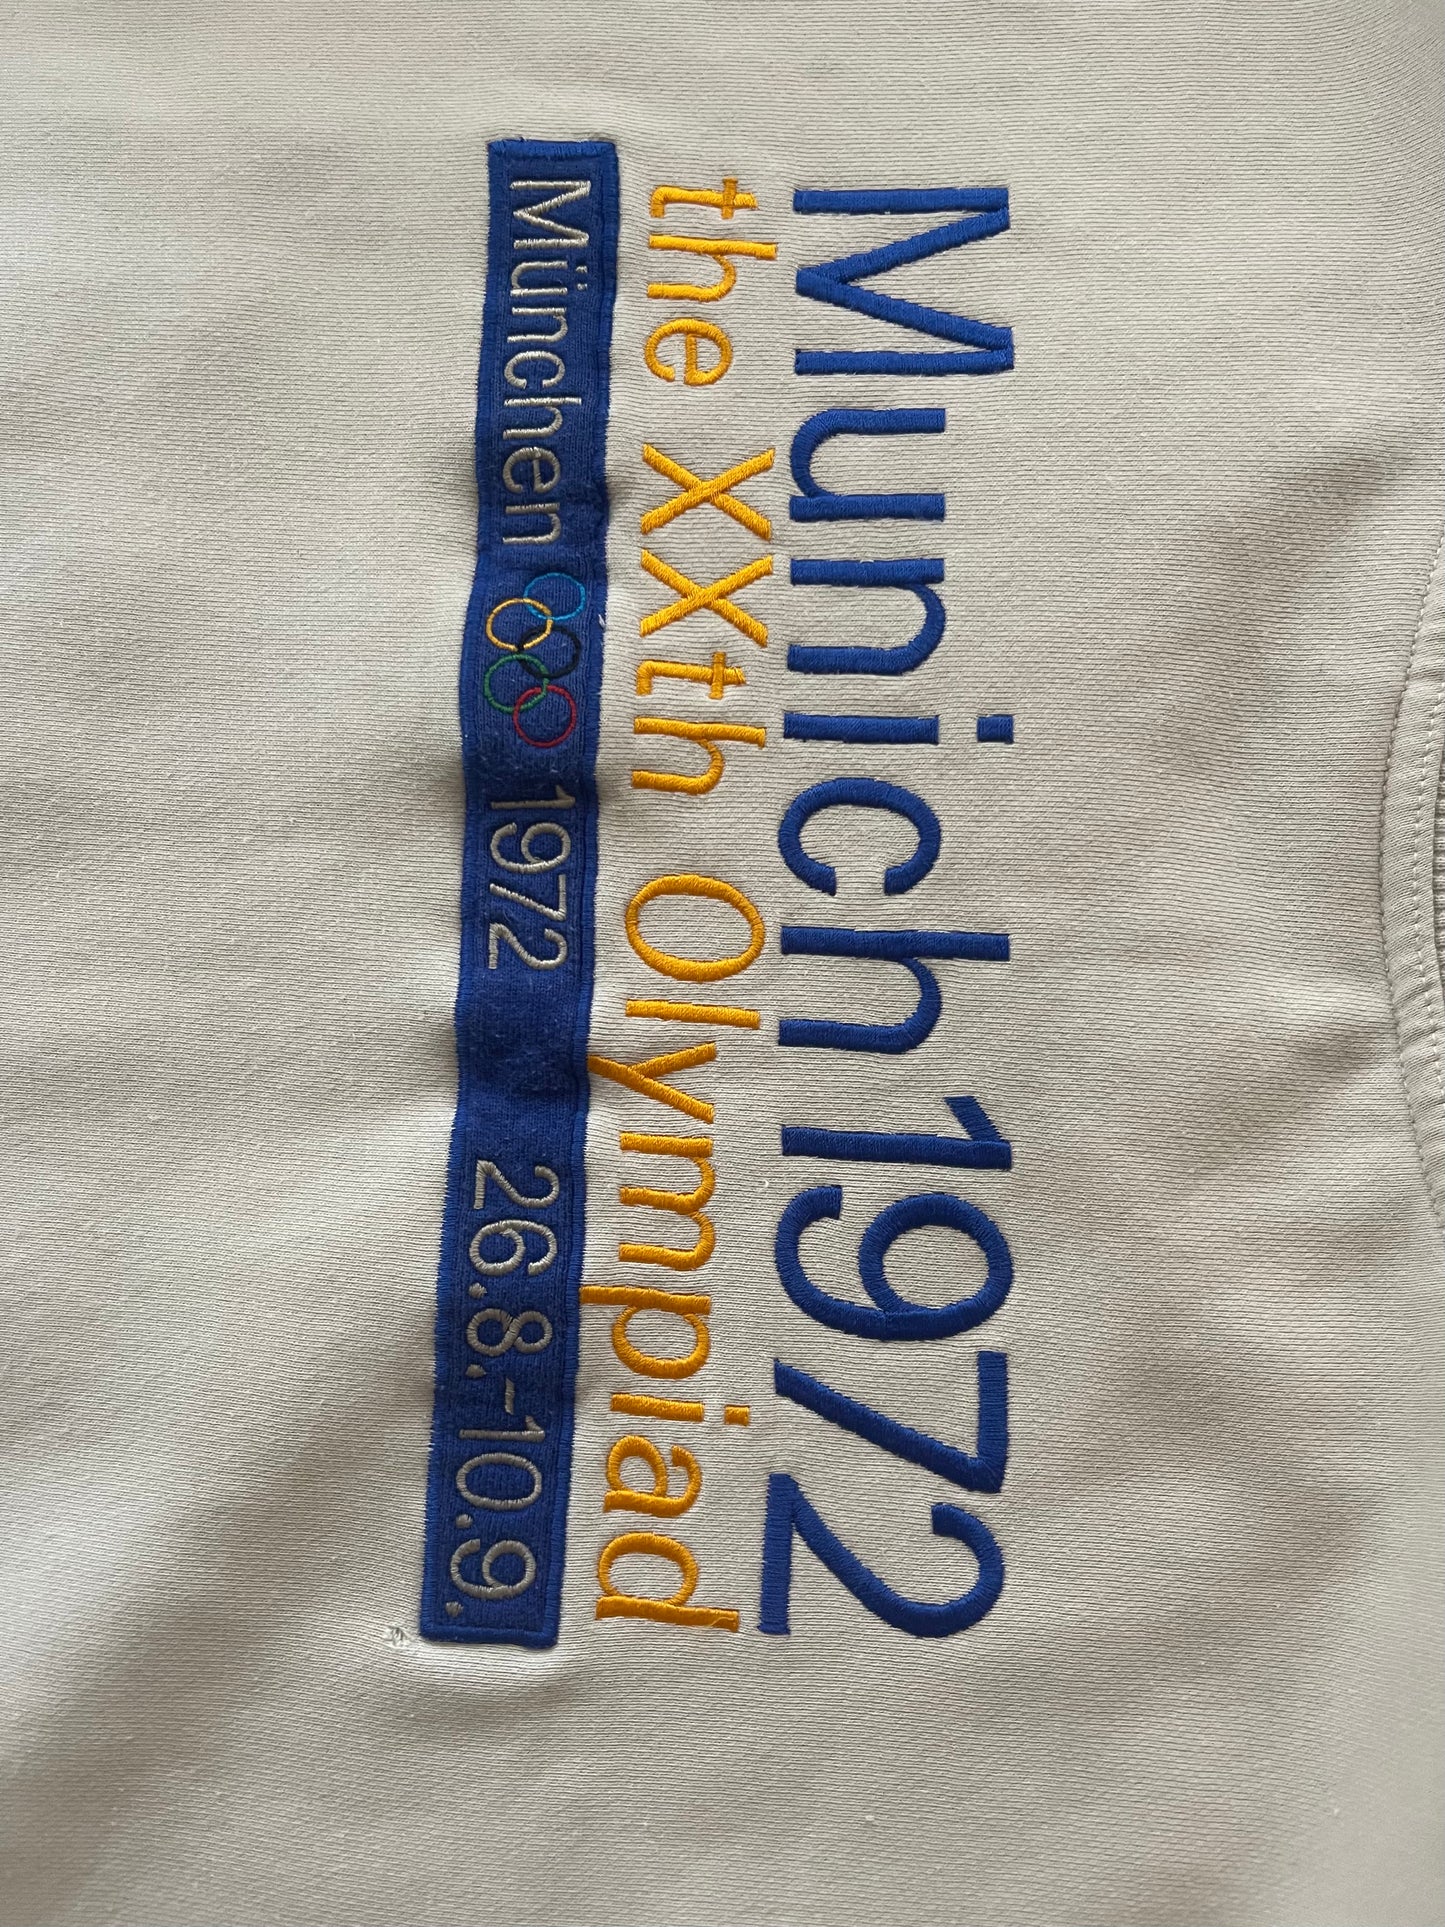 Munich 1972
the xxth Olympiad
München 1972 26.8.-10.9.